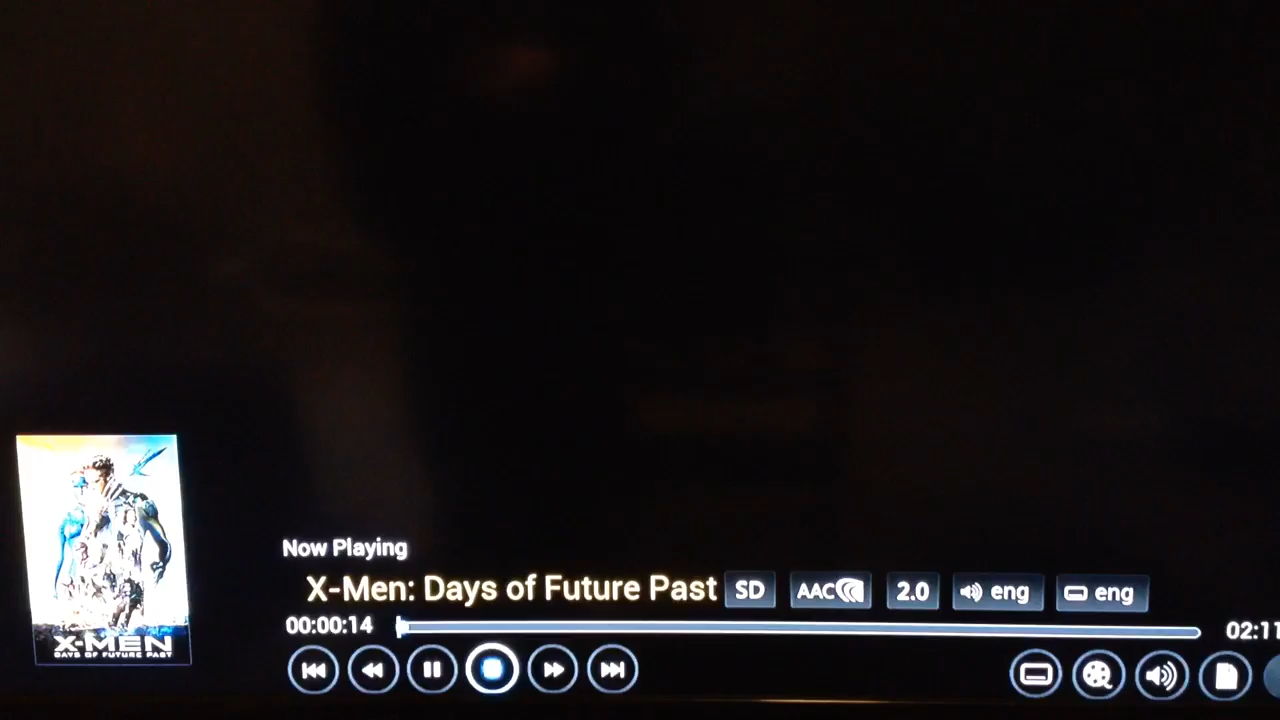 Now Playing
X-Men: Days of Future Past SD AAC 2.0 eng eng
00:00:14 02:11
X-MEN
DAYS OF FUTURE PAST